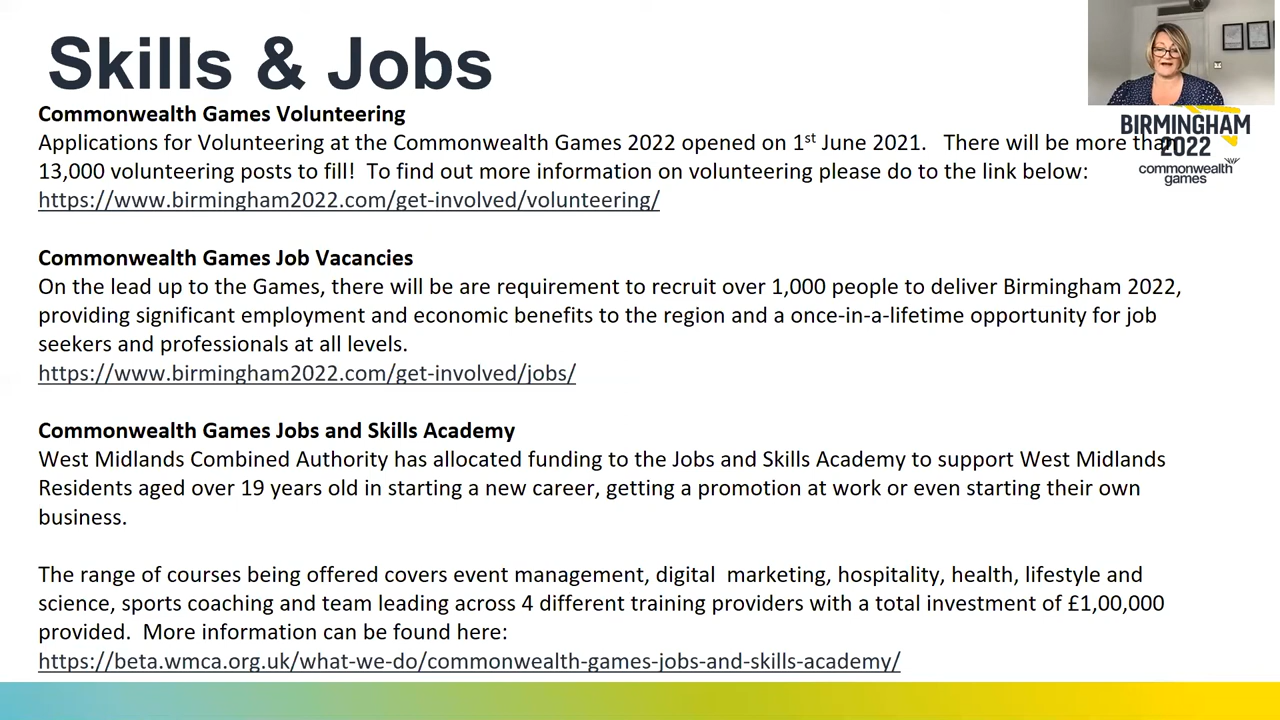 Skills & Jobs
Commonwealth Games Volunteering
Applications for Volunteering at the Commonwealth Games 2022 opened on 1st June 2021. There will be more than
13,000 volunteering posts to fill! To find out more information on volunteering please do to the link below:
https://www.birmingham2022.com/get-involved/volunteering/
BIRMINGHAM
2022
commonwealth
games
Commonwealth Games Job Vacancies
On the lead up to the Games, there will be are requirement to recruit over 1,000 people to deliver Birmingham 2022,
providing significant employment and economic benefits to the region and a once-in-a-lifetime opportunity for job
seekers and professionals at all levels.
https://www.birmingham2022.com/get-involved/jobs/
Commonwealth Games Jobs and Skills Academy
West Midlands Combined Authority has allocated funding to the Jobs and Skills Academy to support West Midlands
Residents aged over 19 years old in starting a new career, getting a promotion at work or even starting their own
business.
The range of courses being offered covers event management, digital marketing, hospitality, health, lifestyle and
science, sports coaching and team leading across 4 different training providers with a total investment of £1,00,000
provided. More information can be found here:
https://beta.wmca.org.uk/what-we-do/commonwealth-games-jobs-and-skills-academy/